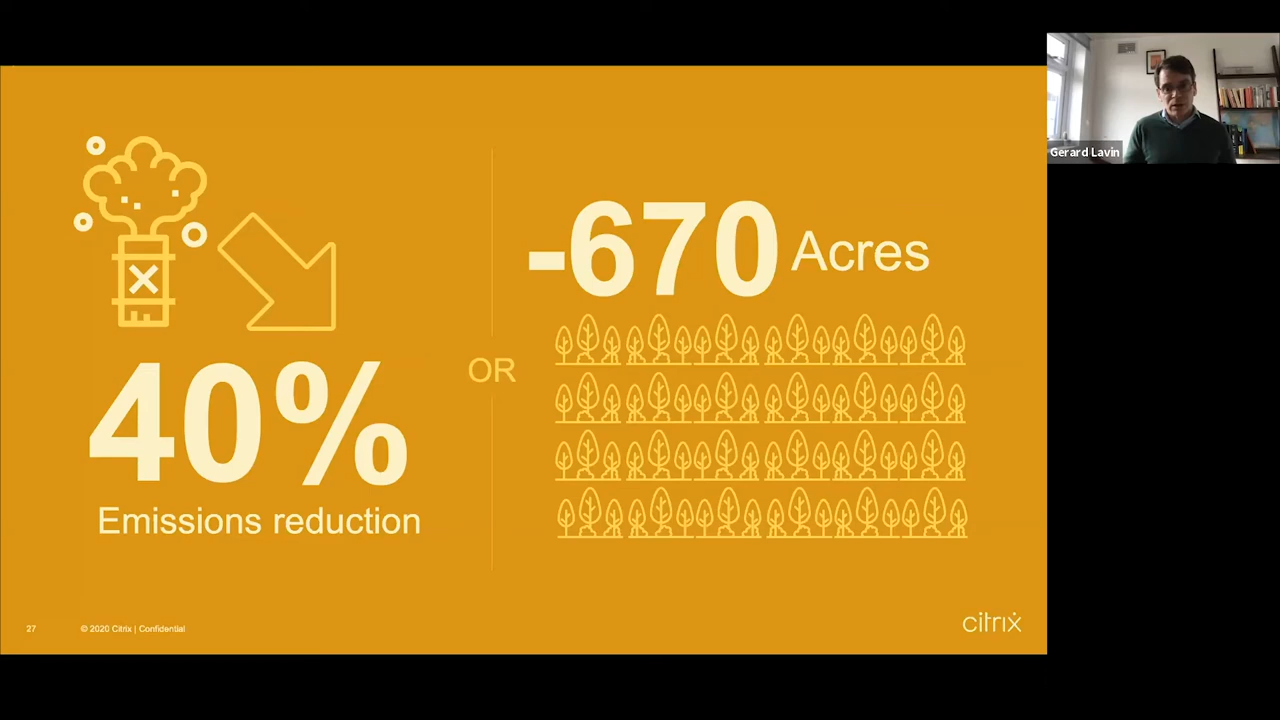 -670 Acres
40%
Emissions reduction
OR
27
© 2020 Citrix | Confidential
citrix
Gerard Lavin